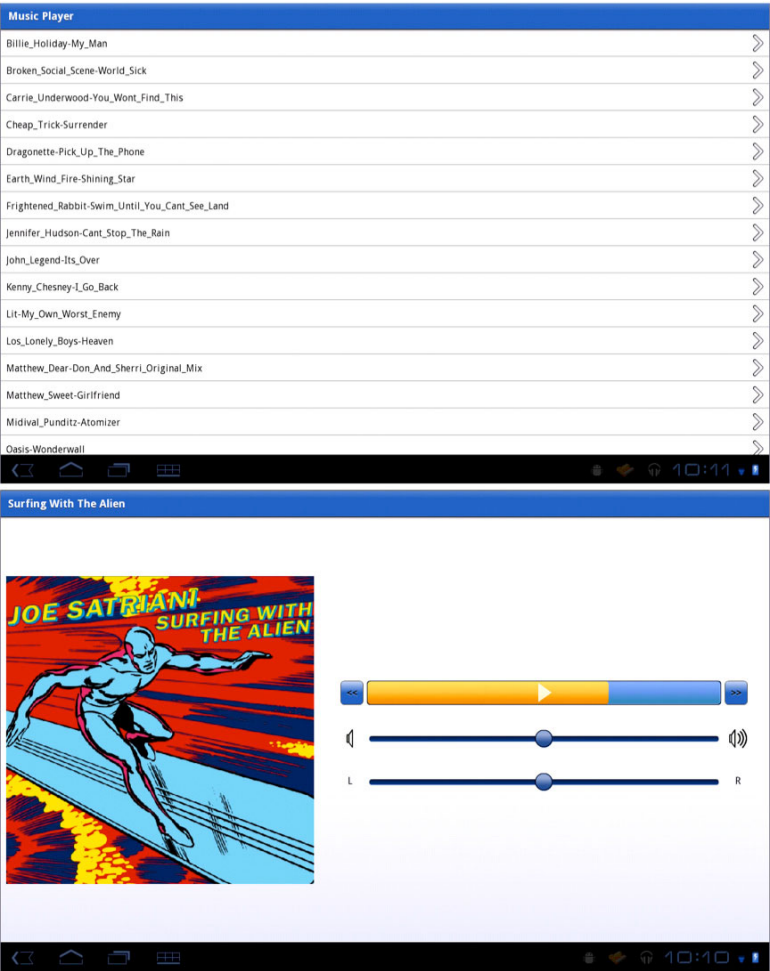 Music Player
Billie_Holiday-My_Man
Broken_Social_Scene-World_Sick
Carrie_Underwood-You_Wont_Find_This
Cheap_Trick-Surrender
Dragonette-Pick_Up_The_Phone
Earth_Wind_Fire-Shining_Star
Frightened_Rabbit-Swim_Until_You_Cant_See_Land
Jennifer_Hudson-Cant_Stop_The_Rain
John_Legend-Its_Over
Kenny_Chesney-I_Go_Back
Lit-My_Own_Worst_Enemy
Los_Lonely_Boys-Heaven
Matthew_Dear-Don_And_Sherri_Original_Mix
Matthew_Sweet-Girlfriend
Midival_Punditz-Atomizer
Oasis-Wonderwall
10:11
Surfing With The Alien
JOE SATRIANI
SURFING WITH
THE ALIEN
<< >>
L R
10:10